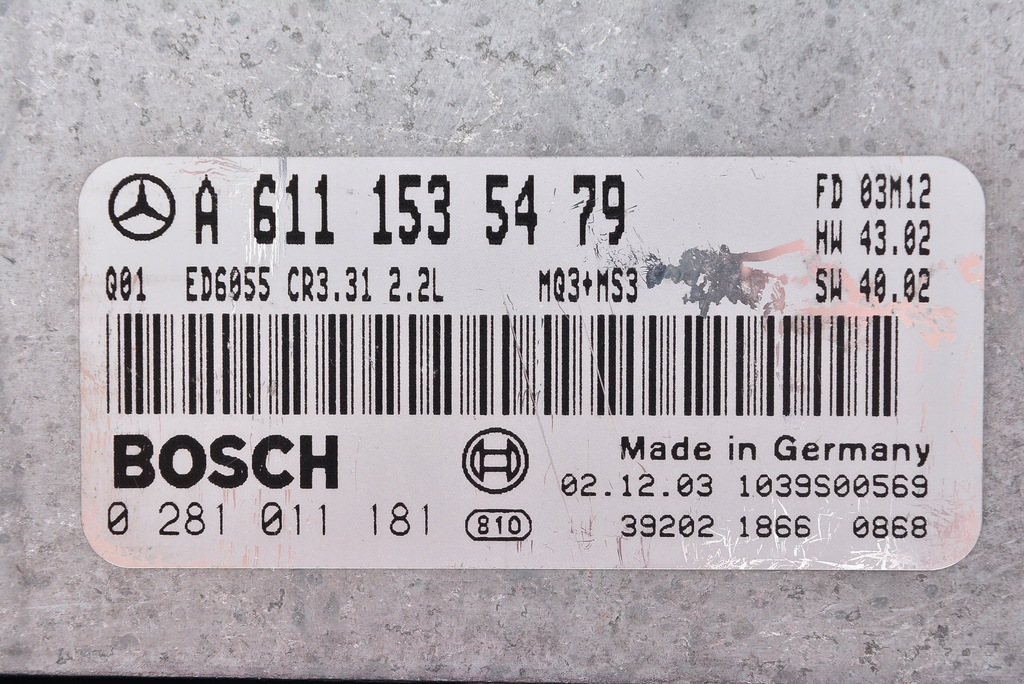 A 611 153 54 79
FD 03M12
HW 43.02
Q01 ED6055 CR3.31 2.2L MQ3+MS3 SW 40.02
BOSCH
Made in Germany
02.12.03 1039S00569
0 281 011 181 810 39202 1866 0868